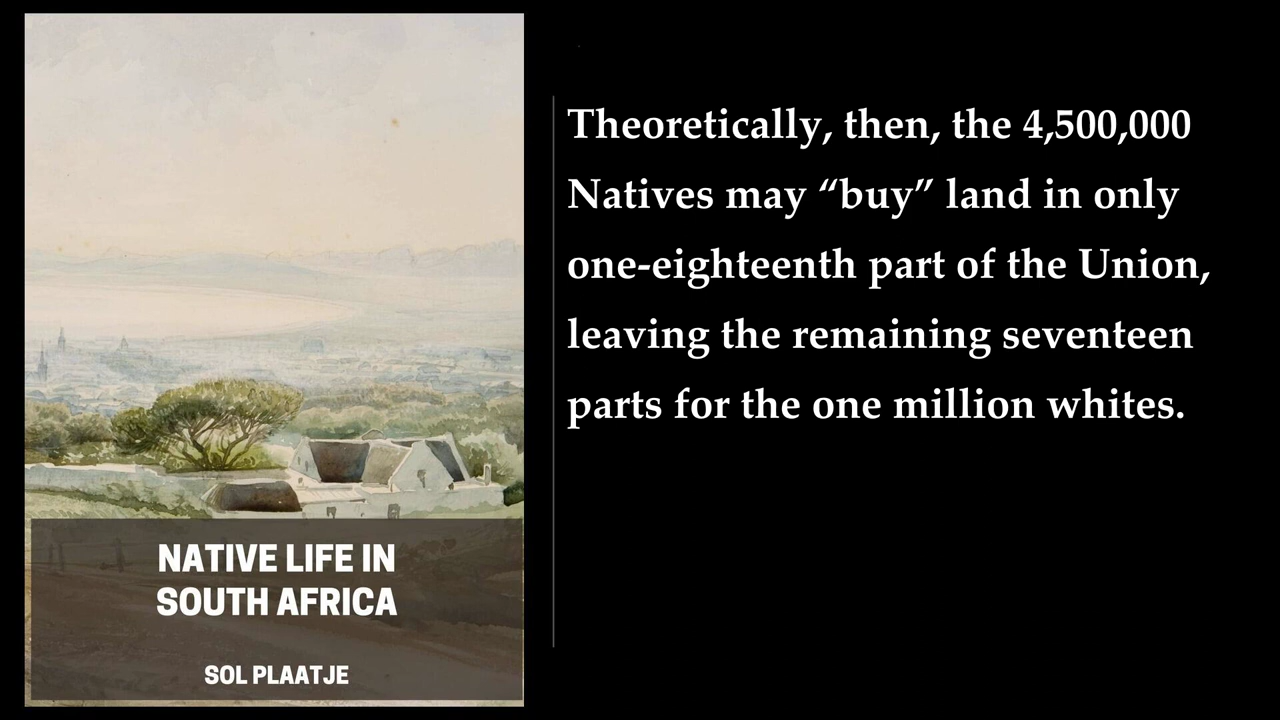 NATIVE LIFE IN
SOUTH AFRICA
SOL PLAATJE
Theoretically, then, the 4,500,000
Natives may “buy” land in only
one-eighteenth part of the Union,
leaving the remaining seventeen
parts for the one million whites.